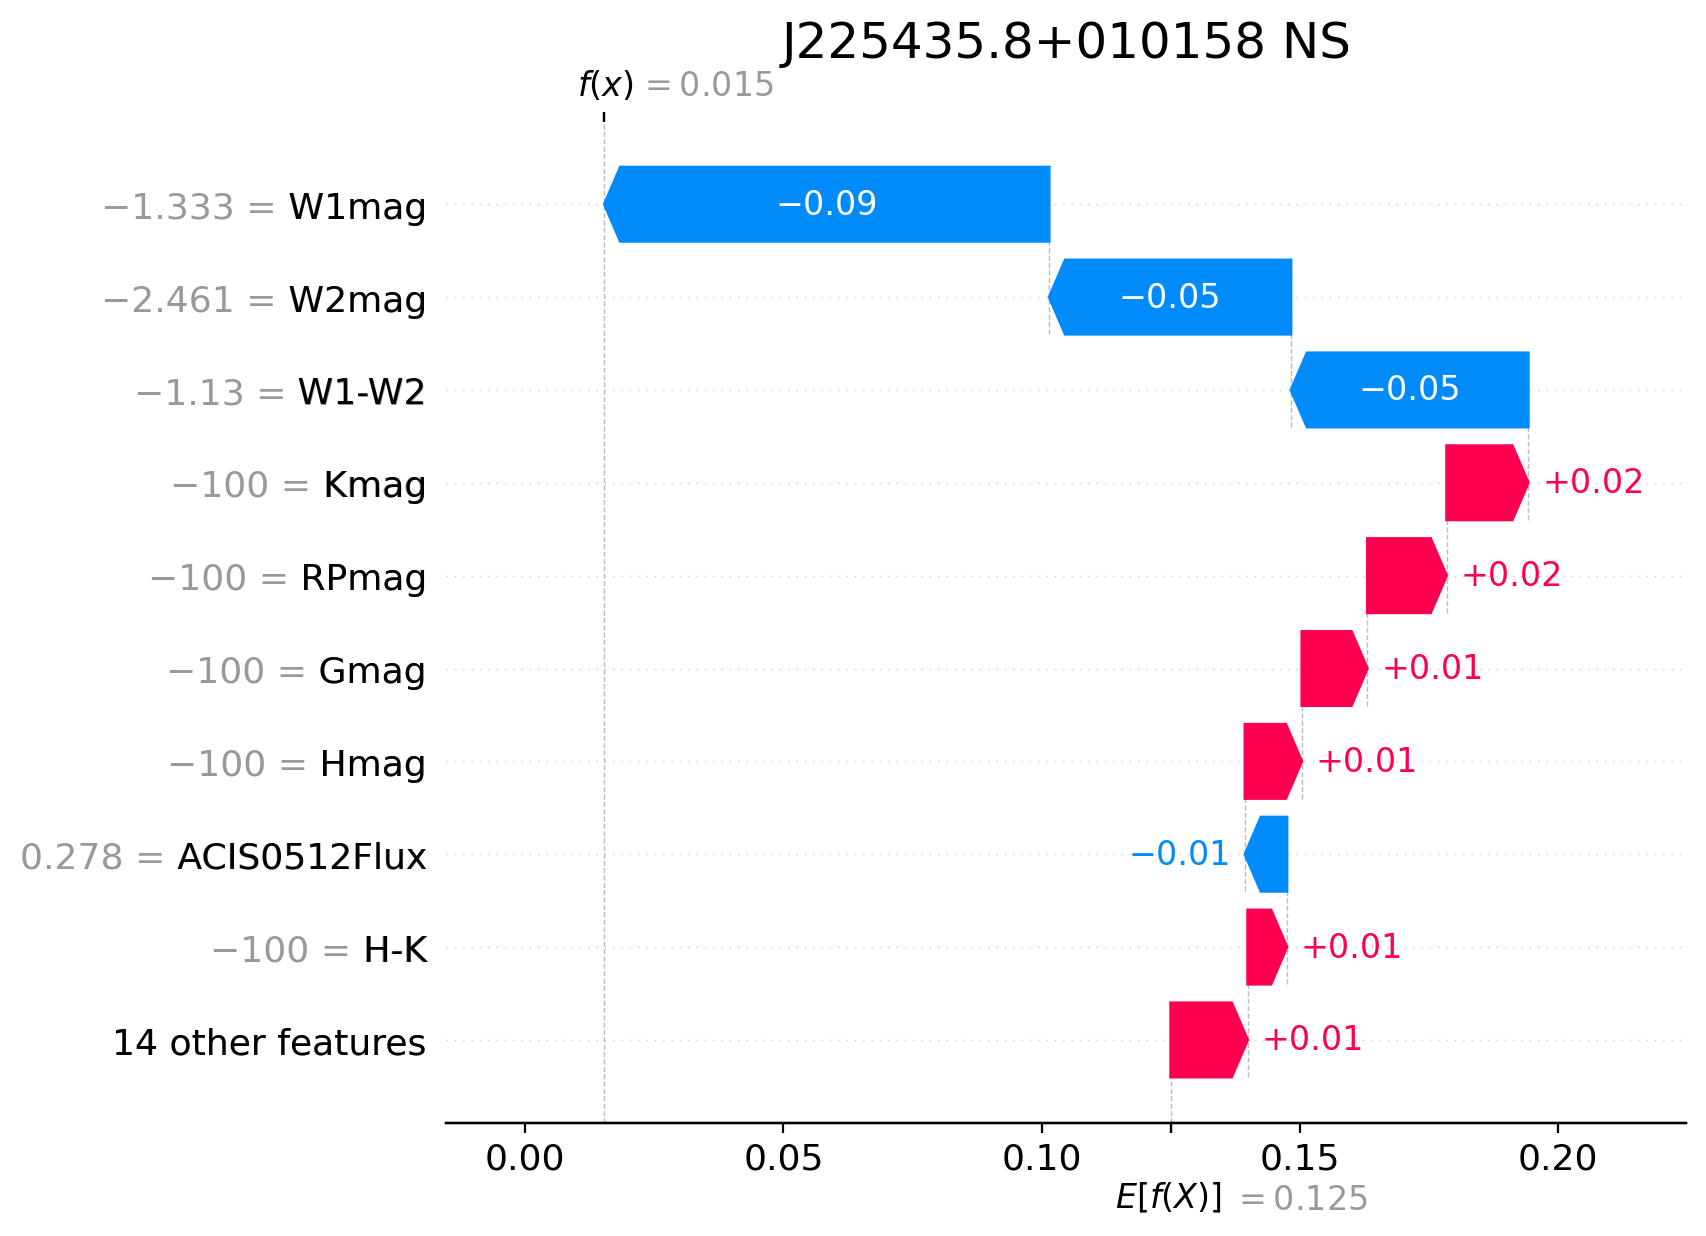 J225435.8+010158 NS
f(x) = 0.015
−1.333 = W1mag −0.09
−2.461 = W2mag −0.05
−1.13 = W1-W2 −0.05
−100 = Kmag +0.02
−100 = RPmag +0.02
−100 = Gmag +0.01
−100 = Hmag +0.01
0.278 = ACIS0512Flux −0.01
−100 = H-K +0.01
14 other features +0.01
0.00 0.05 0.10 0.15 0.20
E[f(X)] = 0.125